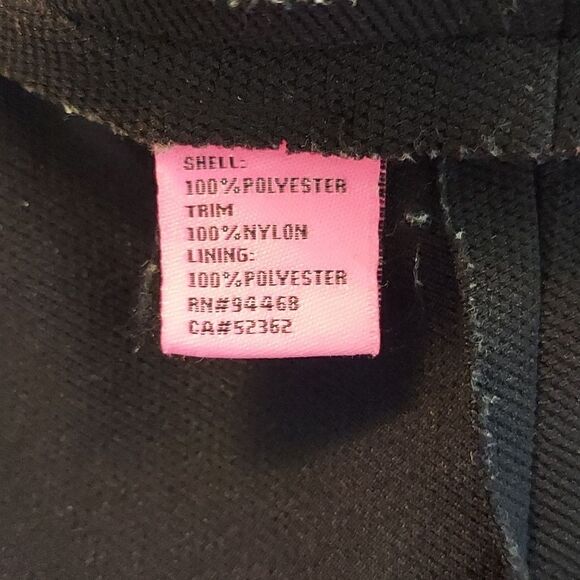 SHELL:
100%POLYESTER
TRIM
100%NYLON
LINING:
100%POLYESTER
RN#94468
CA#52362